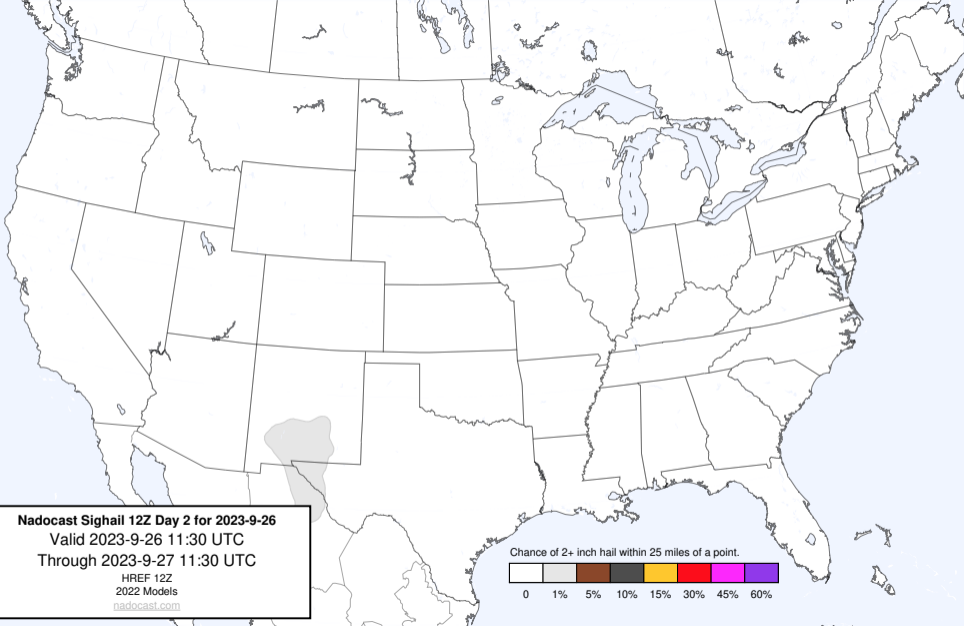 Nadocast Sighail 12Z Day 2 for 2023-9-26
Valid 2023-9-26 11:30 UTC
Through 2023-9-27 11:30 UTC
HREF 12Z
2022 Models
nadocast.com
Chance of 2+ inch hail within 25 miles of a point.
0 1% 5% 10% 15% 30% 45% 60%